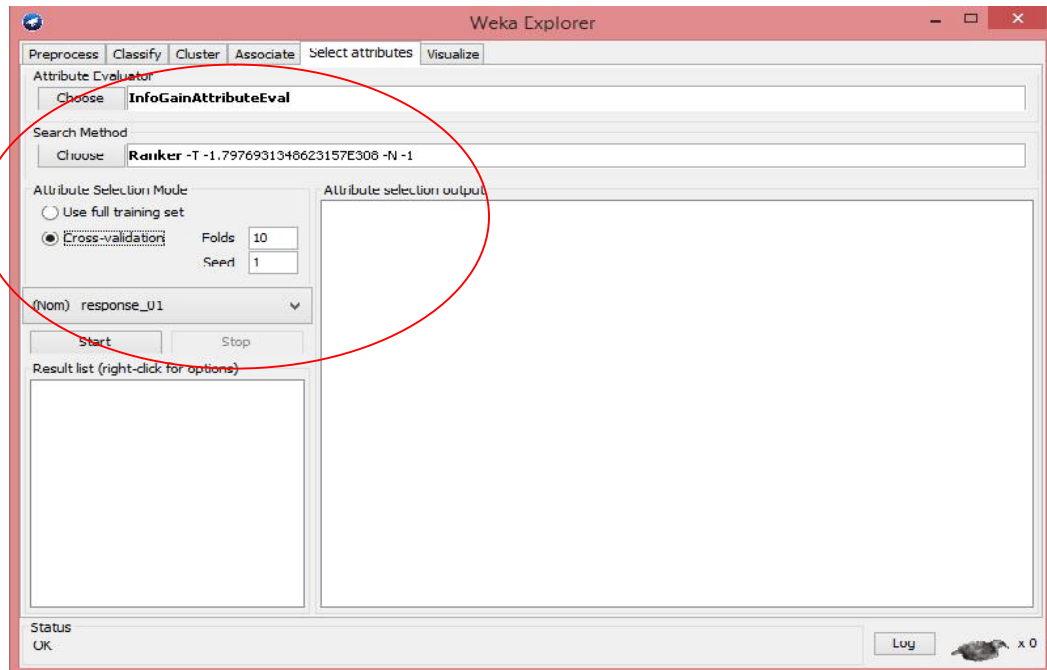 Weka Explorer
Preprocess Classify Cluster Associate Select attributes Visualize
Attribute Evaluator
Choose InfoGainAttributeEval
Search Method
Choose Ranker -T -1.7976931348623157E308 -N -1
Attribute Selection Mode
Use full training set
Cross-validation Folds 10
Seed 1
Attribute selection output
(Nom) response_01
Start Stop
Result list (right-click for options)
Status
OK
Log x 0